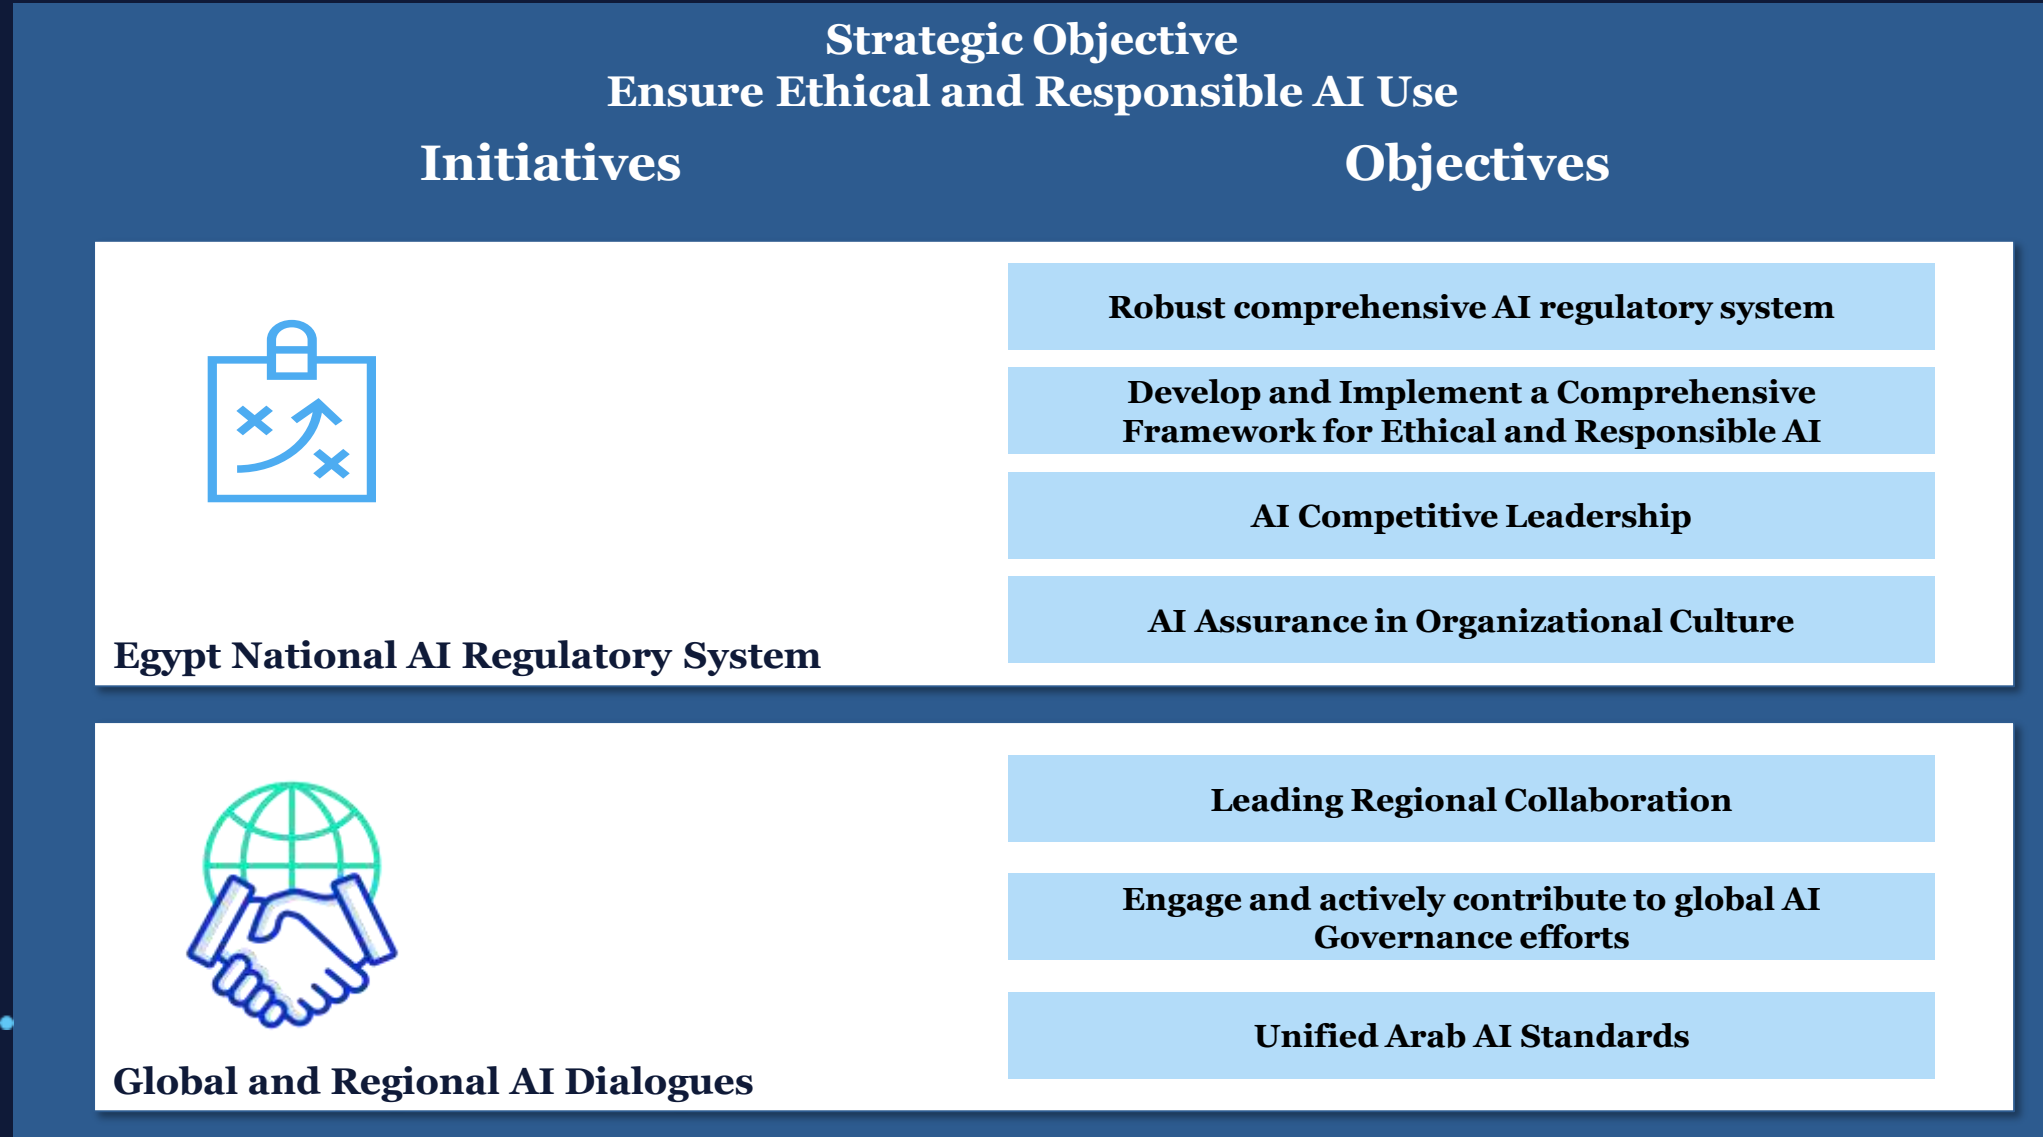 Strategic Objective
Ensure Ethical and Responsible AI Use
Initiatives
Objectives
Robust comprehensive AI regulatory system
Develop and Implement a Comprehensive
Framework for Ethical and Responsible AI
AI Competitive Leadership
AI Assurance in Organizational Culture
Egypt National AI Regulatory System
Leading Regional Collaboration
Engage and actively contribute to global AI
Governance efforts
Unified Arab AI Standards
Global and Regional AI Dialogues